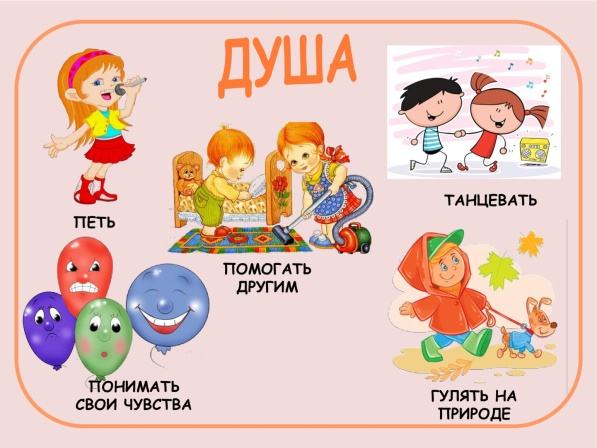 ДУША
ПЕТЬ
ТАНЦЕВАТЬ
ПОМОГАТЬ
ДРУГИМ
ПОНИМАТЬ
СВОИ ЧУВСТВА
ГУЛЯТЬ НА
ПРИРОДЕ